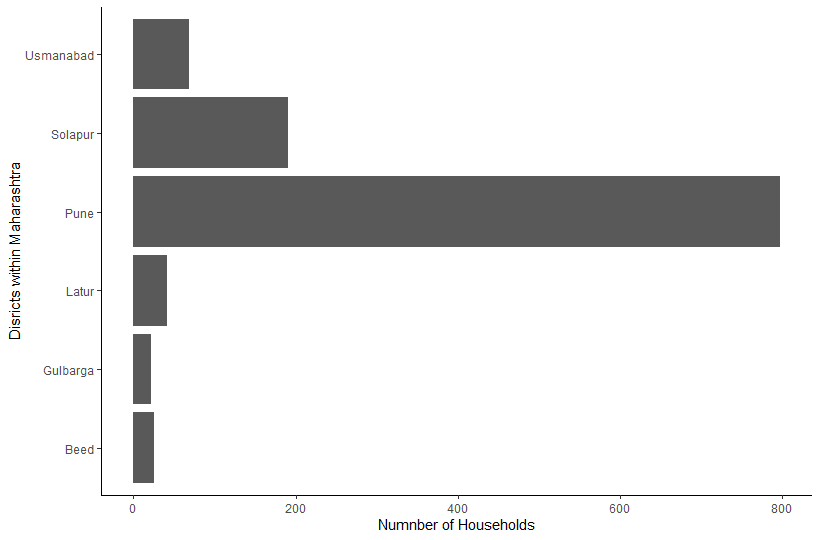 Usmanabad
Solapur
Pune
Latur
Gulbarga
Beed
Disricts within Maharashtra
0 200 400 600 800
Numnber of Households